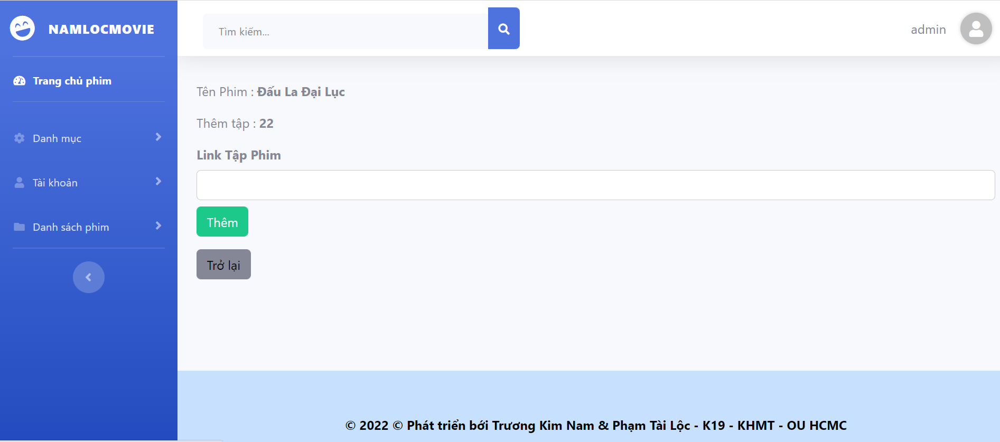 NAMLOCMOVIE
Trang chủ phim
Danh mục
Tài khoản
Danh sách phim
Tìm kiếm...
admin
Tên Phim : Đấu La Đại Lục
Thêm tập : 22
Link Tập Phim
Thêm
Trở lại
© 2022 © Phát triển bới Trương Kim Nam & Phạm Tài Lộc - K19 - KHMT - OU HCMC